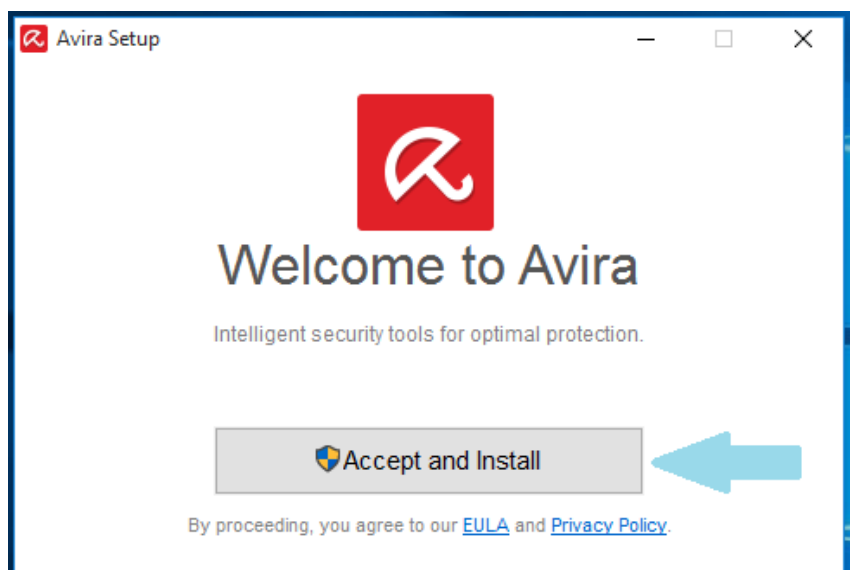 Avira Setup
Welcome to Avira
Intelligent security tools for optimal protection.
Accept and Install
By proceeding, you agree to our EULA and Privacy Policy.